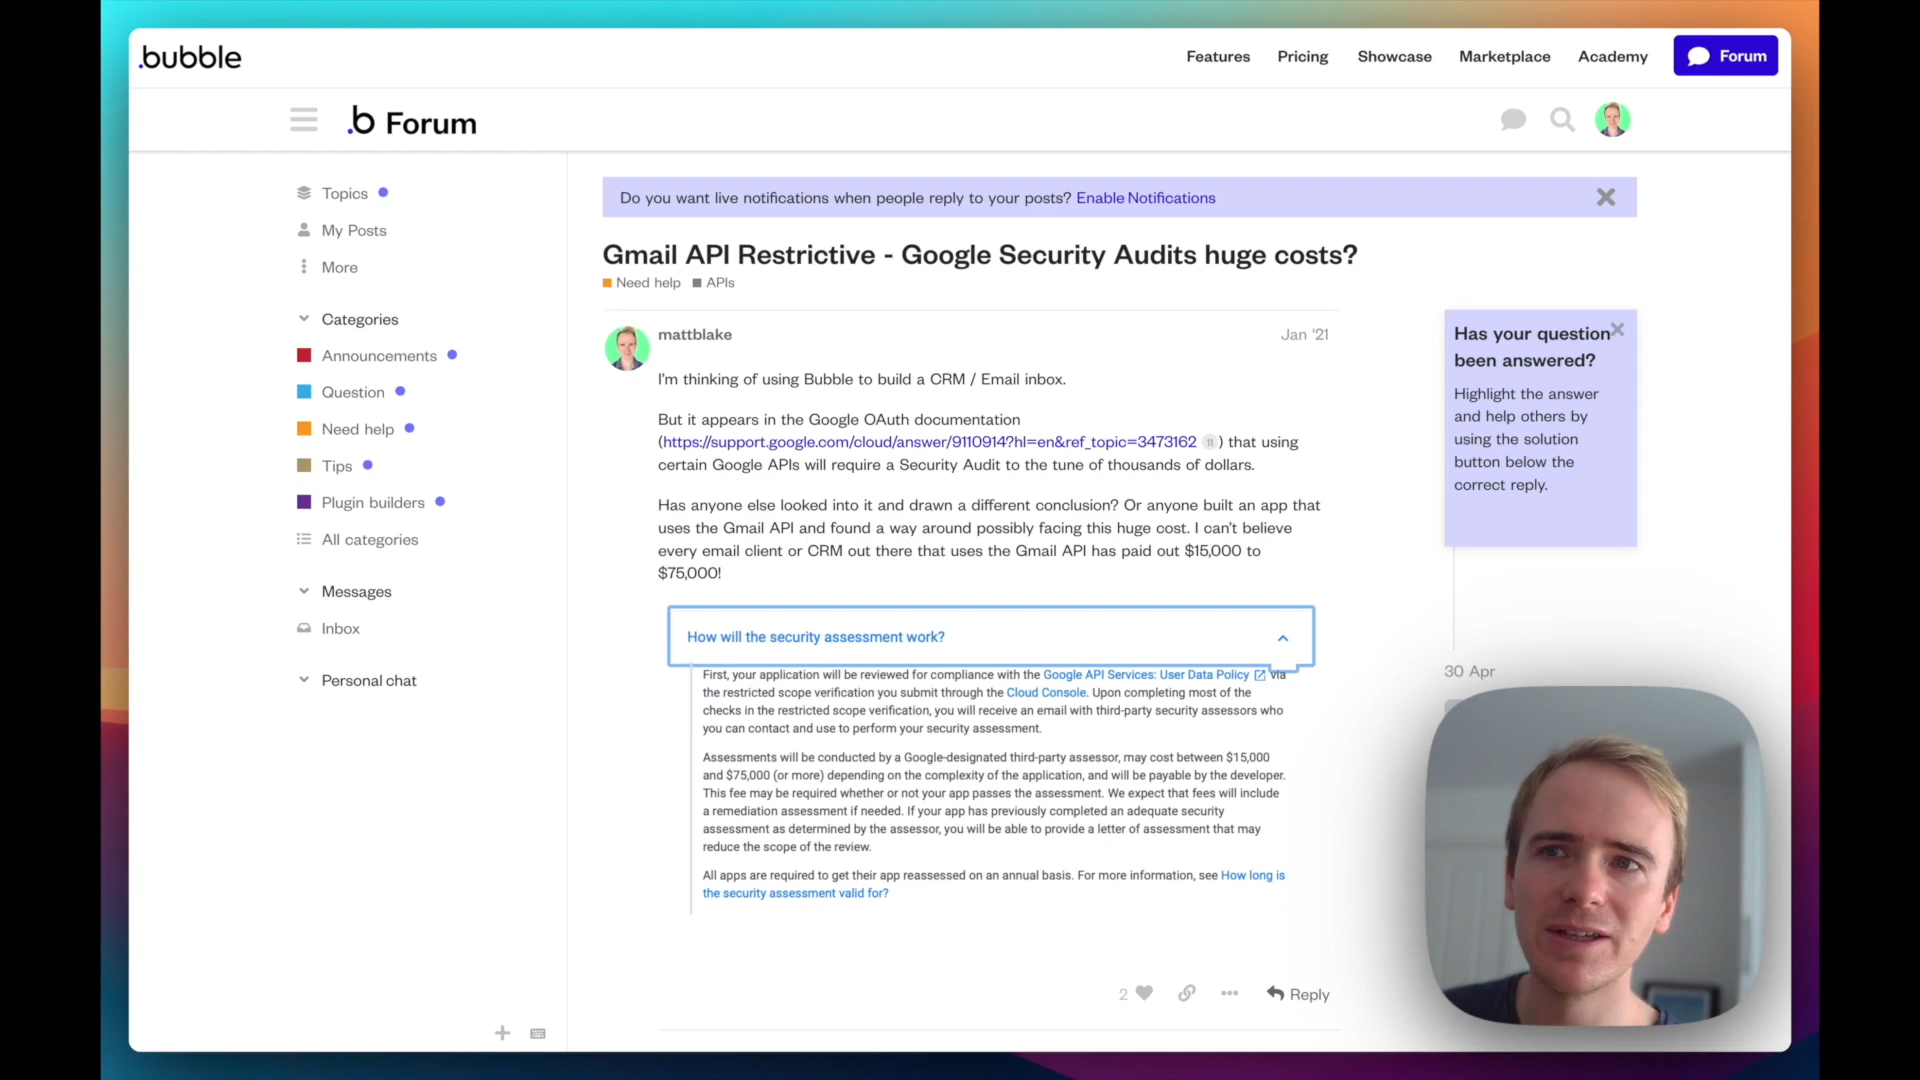 .bubble
Features
Pricing
Showcase
Marketplace
Academy
Forum
.b Forum
Topics
My Posts
More
Categories
Announcements
Question
Need help
Tips
Plugin builders
All categories
Messages
Inbox
Personal chat
Do you want live notifications when people reply to your posts? Enable Notifications
Gmail API Restrictive - Google Security Audits huge costs?
Need help APIs
mattblake
Jan '21
I'm thinking of using Bubble to build a CRM / Email inbox.
But it appears in the Google OAuth documentation
(https://support.google.com/cloud/answer/9110914?hl=en&ref_topic=3473162 11 ) that using
certain Google APIs will require a Security Audit to the tune of thousands of dollars.
Has anyone else looked into it and drawn a different conclusion? Or anyone built an app that
uses the Gmail API and found a way around possibly facing this huge cost. I can't believe
every email client or CRM out there that uses the Gmail API has paid out $15,000 to
$75,000!
How will the security assessment work?
First, your application will be reviewed for compliance with the Google API Services: User Data Policy via
the restricted scope verification you submit through the Cloud Console. Upon completing most of the
checks in the restricted scope verification, you will receive an email with third-party security assessors who
you can contact and use to perform your security assessment.
Assessments will be conducted by a Google-designated third-party assessor, may cost between $15,000
and $75,000 (or more) depending on the complexity of the application, and will be payable by the developer.
This fee may be required whether or not your app passes the assessment. We expect that fees will include
a remediation assessment if needed. If your app has previously completed an adequate security
assessment as determined by the assessor, you will be able to provide a letter of assessment that may
reduce the scope of the review.
All apps are required to get their app reassessed on an annual basis. For more information, see How long is
the security assessment valid for?
2
Reply
Has your question
been answered?
Highlight the answer
and help others by
using the solution
button below the
correct reply.
30 Apr